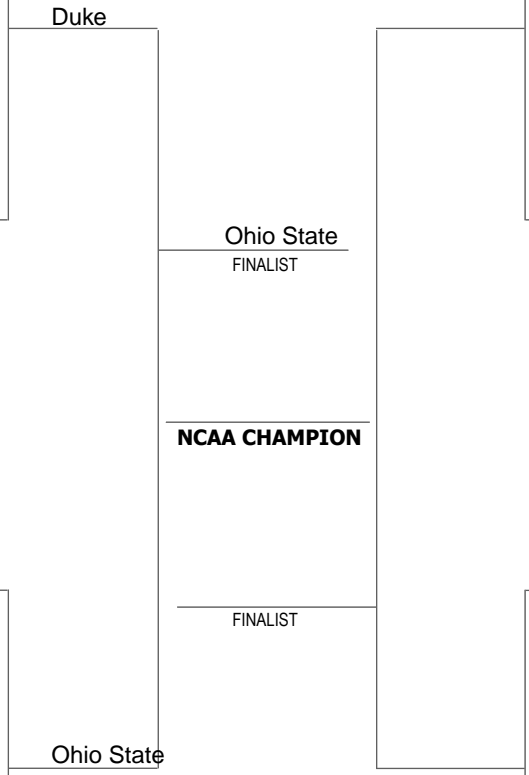 Duke
Ohio State
FINALIST
NCAA CHAMPION
FINALIST
Ohio State